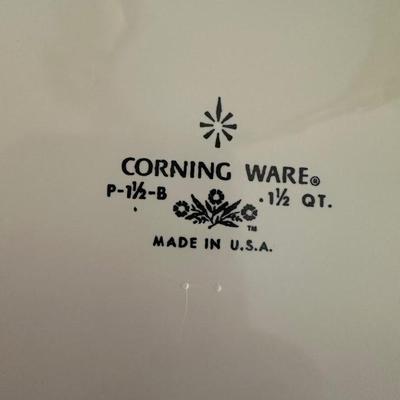 CORNING WARE®
P-1½-B .1½ QT.
™
MADE IN U.S.A.